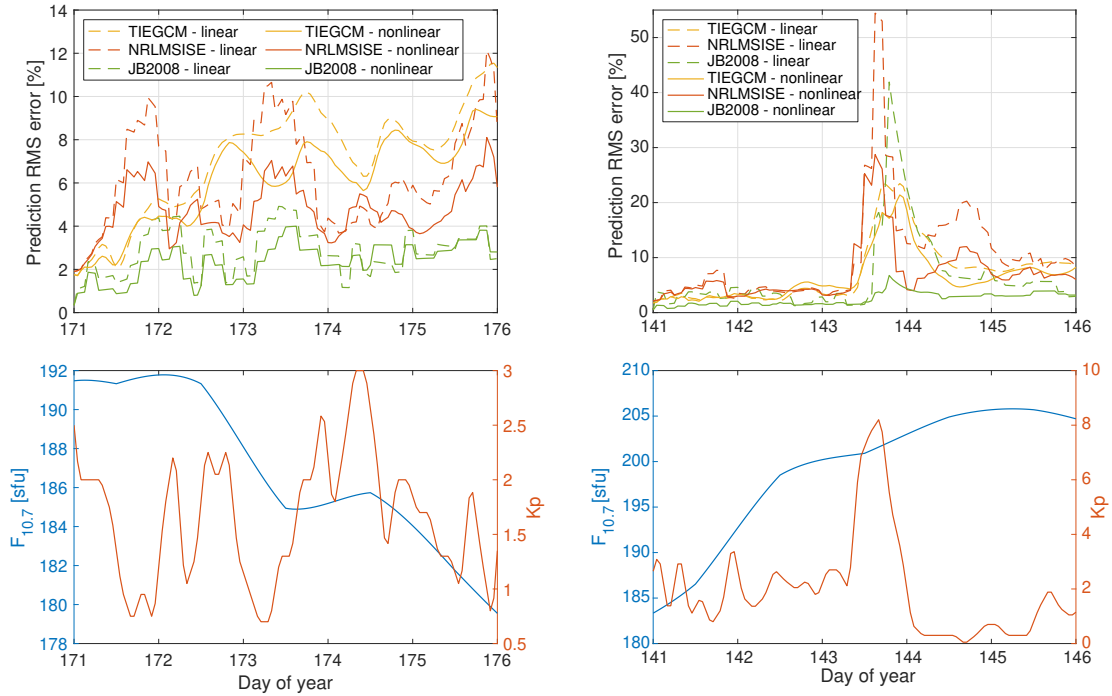 14
12
10
8
6
4
2
0
Prediction RMS error [%]
TIEGCM - linear
NRLMSISE - linear
JB2008 - linear
TIEGCM - nonlinear
NRLMSISE - nonlinear
JB2008 - nonlinear
171 172 173 174 175 176
50
40
30
20
10
0
Prediction RMS error [%]
TIEGCM - linear
NRLMSISE - linear
JB2008 - linear
TIEGCM - nonlinear
NRLMSISE - nonlinear
JB2008 - nonlinear
141 142 143 144 145 146
192
190
188
186
184
182
180
178
F10.7 [sfu]
3
2.5
2
1.5
1
0.5
Kp
171 172 173 174 175 176
Day of year
210
205
200
195
190
185
180
F10.7 [sfu]
10
8
6
4
2
0
Kp
141 142 143 144 145 146
Day of year